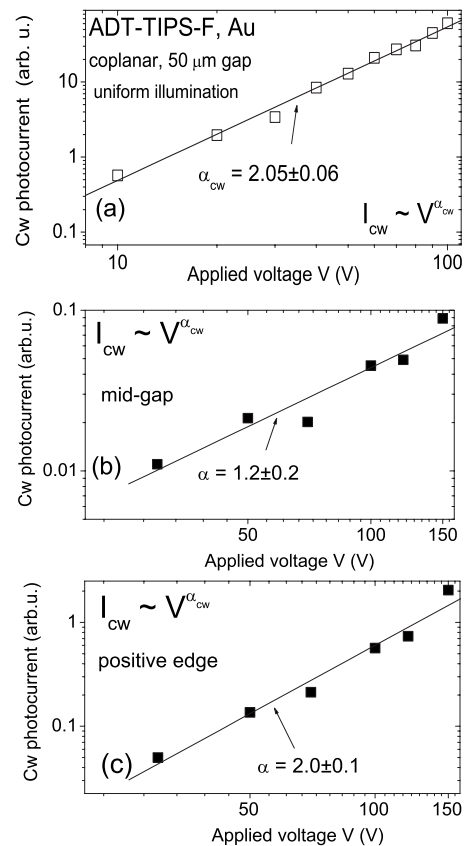 ADT-TIPS-F, Au
coplanar, 50 μm gap
uniform illumination
α_cw = 2.05±0.06
(a)
I_cw ~ V^α_cw
10
1
0.1
10
100
Cw photocurrent (arb. u.)
Applied voltage V (V)
I_cw ~ V^α_cw
mid-gap
(b)
α = 1.2±0.2
0.1
0.01
50
100
150
Cw photocurrent (arb.u.)
Applied voltage V (V)
I_cw ~ V^α_cw
positive edge
(c)
α = 2.0±0.1
1
0.1
50
100
150
Cw photocurrent (arb.u.)
Applied voltage V (V)